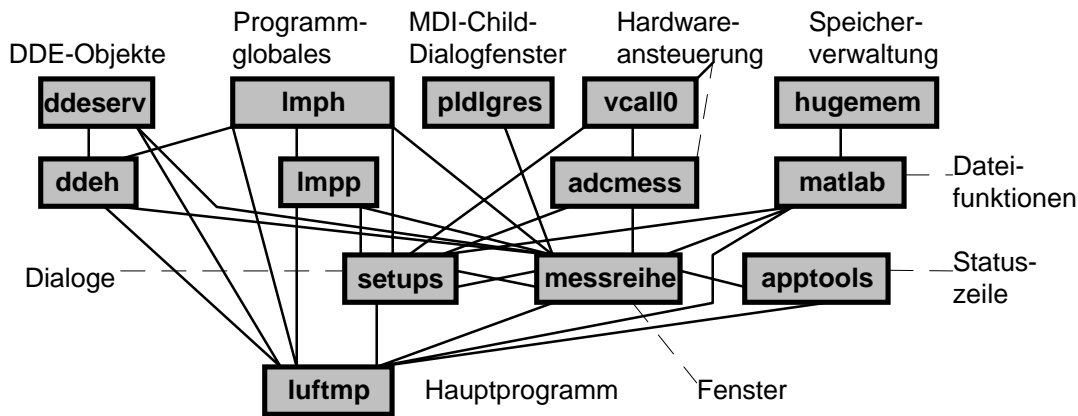 DDE-Objekte
Programm-
globales
MDI-Child-
Dialogfenster
Hardware-
ansteuerung
Speicher-
verwaltung
ddeserv
lmph
pldlgres
vcall0
hugemem
ddeh
lmpp
adcmess
matlab
Datei-
funktionen
Dialoge
setups
messreihe
apptools
Status-
zeile
luftmp
Hauptprogramm
Fenster